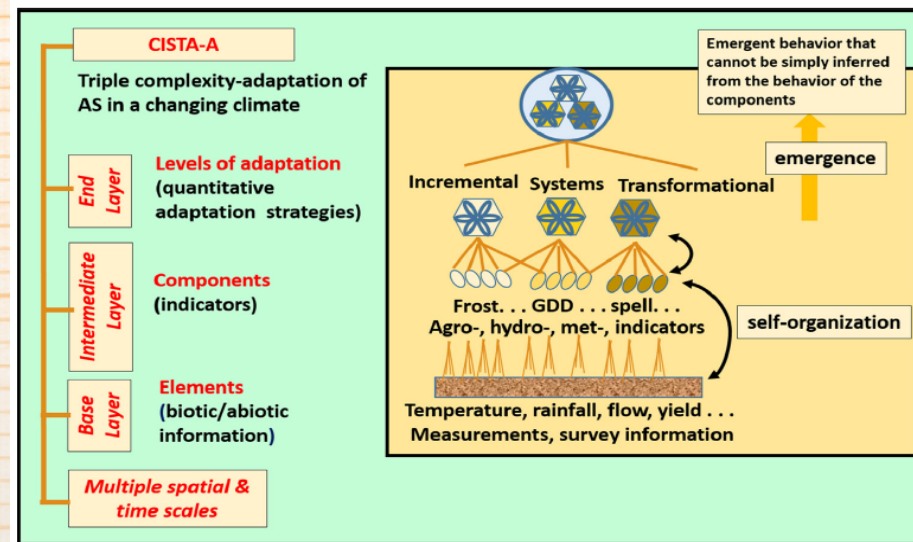 CISTA-A
Triple complexity-adaptation of
AS in a changing climate
End
Layer
Levels of adaptation
(quantitative
adaptation strategies)
Intermediate
Layer
Components
(indicators)
Base
Layer
Elements
(biotic/abiotic
information)
Multiple spatial &
time scales
Emergent behavior that
cannot be simply inferred
from the behavior of the
components
emergence
Incremental Systems Transformational
Frost. . . GDD . . . spell. . .
Agro-, hydro-, met-, indicators
self-organization
Temperature, rainfall, flow, yield . . .
Measurements, survey information